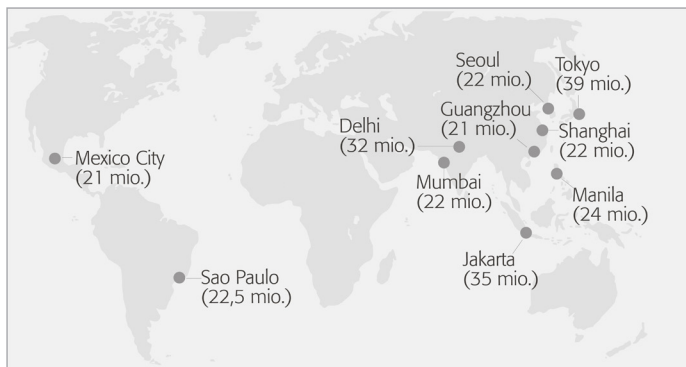 Seoul
(22 mio.)
Tokyo
(39 mio.)
Guangzhou
(21 mio.)
Delhi
(32 mio.)
Shanghai
(22 mio.)
Mexico City
(21 mio.)
Mumbai
(22 mio.)
Manila
(24 mio.)
Jakarta
(35 mio.)
Sao Paulo
(22,5 mio.)